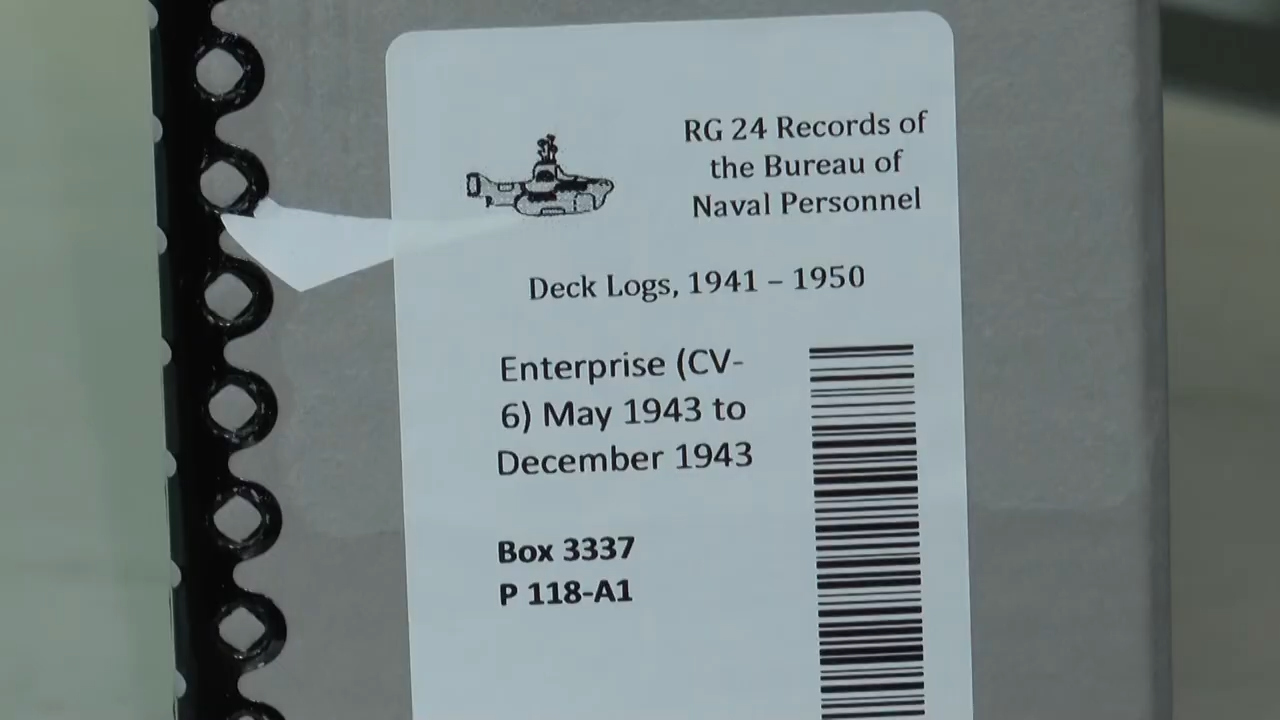 RG 24 Records of
the Bureau of
Naval Personnel
Deck Logs, 1941 – 1950
Enterprise (CV-
6) May 1943 to
December 1943
Box 3337
P 118-A1